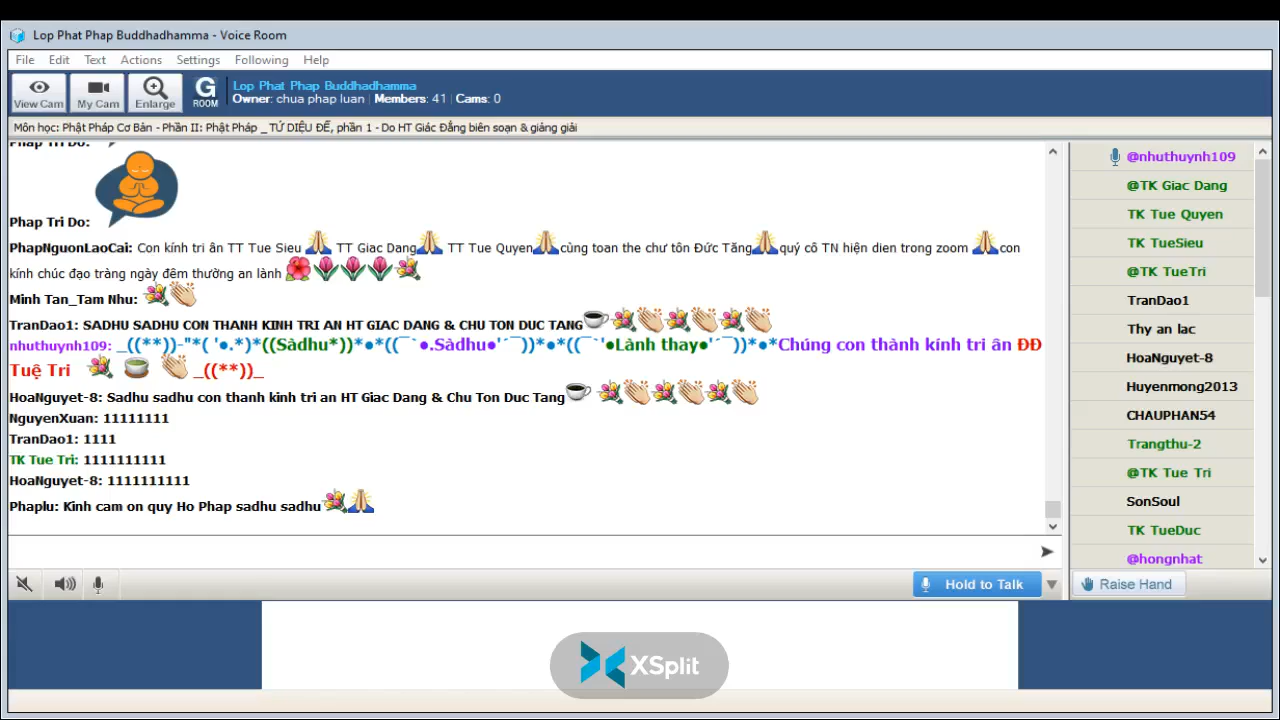 Lop Phat Phap Buddhadhamma - Voice Room
File Edit Text Actions Settings Following Help
View Cam My Cam Enlarge G ROOM
Lop Phat Phap Buddhadhamma
Owner: chua phap luan | Members: 41 | Cams: 0
Môn học: Phật Pháp Cơ Bản - Phần II: Phật Pháp _ TỨ DIỆU ĐẾ, phần 1 - Do HT Giác Đẳng biên soạn & giảng giải
Phap Tri Do:
Phap Tri Do:
PhapNguonLaoCai: Con kính tri ân TT Tue Sieu TT Giac Dang TT Tue Quyen cùng toan the chư tôn Đức Tăng quý cô TN hiện dien trong zoom con
kính chúc đạo tràng ngày đêm thường an lành
Minh Tan_Tam Nhu:
TranDao1: SADHU SADHU CON THANH KINH TRI AN HT GIAC DANG & CHU TON DUC TANG
nhuthuynh109: _((**))-"*( '●.*)*((Sàdhu*))*●*((¯`●.Sàdhu●'´¯))*●*((¯`'●Lành thay●'´¯))*●*Chúng con thành kính tri ân ĐĐ
Tuệ Tri _((**))_
HoaNguyet-8: Sadhu sadhu con thanh kinh tri an HT Giac Dang & Chu Ton Duc Tang
NguyenXuan: 11111111
TranDao1: 1111
TK Tue Tri: 1111111111
HoaNguyet-8: 1111111111
Phaplu: Kinh cam on quy Ho Phap sadhu sadhu
Hold to Talk
@nhuthuynh109
@TK Giac Dang
TK Tue Quyen
TK TueSieu
@TK TueTri
TranDao1
Thy an lac
HoaNguyet-8
Huyenmong2013
CHAUPHAN54
Trangthu-2
@TK Tue Tri
SonSoul
TK TueDuc
@hongnhat
Raise Hand
XSplit